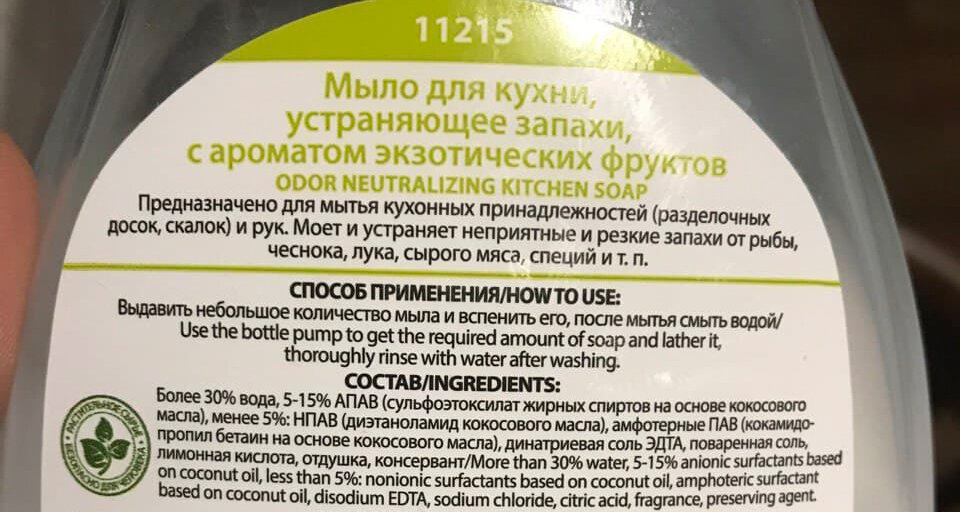 11215
Мыло для кухни,
устраняющее запахи,
с ароматом экзотических фруктов
ODOR NEUTRALIZING KITCHEN SOAP
Предназначено для мытья кухонных принадлежностей (разделочных
досок, скалок) и рук. Моет и устраняет неприятные и резкие запахи от рыбы,
чеснока, лука, сырого мяса, специй и т. п.
СПОСОБ ПРИМЕНЕНИЯ/HOW TO USE:
Выдавить небольшое количество мыла и вспенить его, после мытья смыть водой/
Use the bottle pump to get the required amount of soap and lather it,
thoroughly rinse with water after washing.
СОСТАВ/INGREDIENTS:
Более 30% вода, 5-15% АПАВ (сульфоэтоксилат жирных спиртов на основе кокосового
масла), менее 5%: НПАВ (диэтаноламид кокосового масла), амфотерные ПАВ (кокамидо-
пропил бетаин на основе кокосового масла), динатриевая соль ЭДТА, поваренная соль,
лимонная кислота, отдушка, консервант/More than 30% water, 5-15% anionic surfactants based
on coconut oil, less than 5%: nonionic surfactants based on coconut oil, amphoteric surfactant
based on coconut oil, disodium EDTA, sodium chloride, citric acid, fragrance, preserving agent.
РАСТИТЕЛЬНОЕ СЫРЬЕ
БЕЗОПАСНО ДЛЯ ЧЕЛОВЕКА